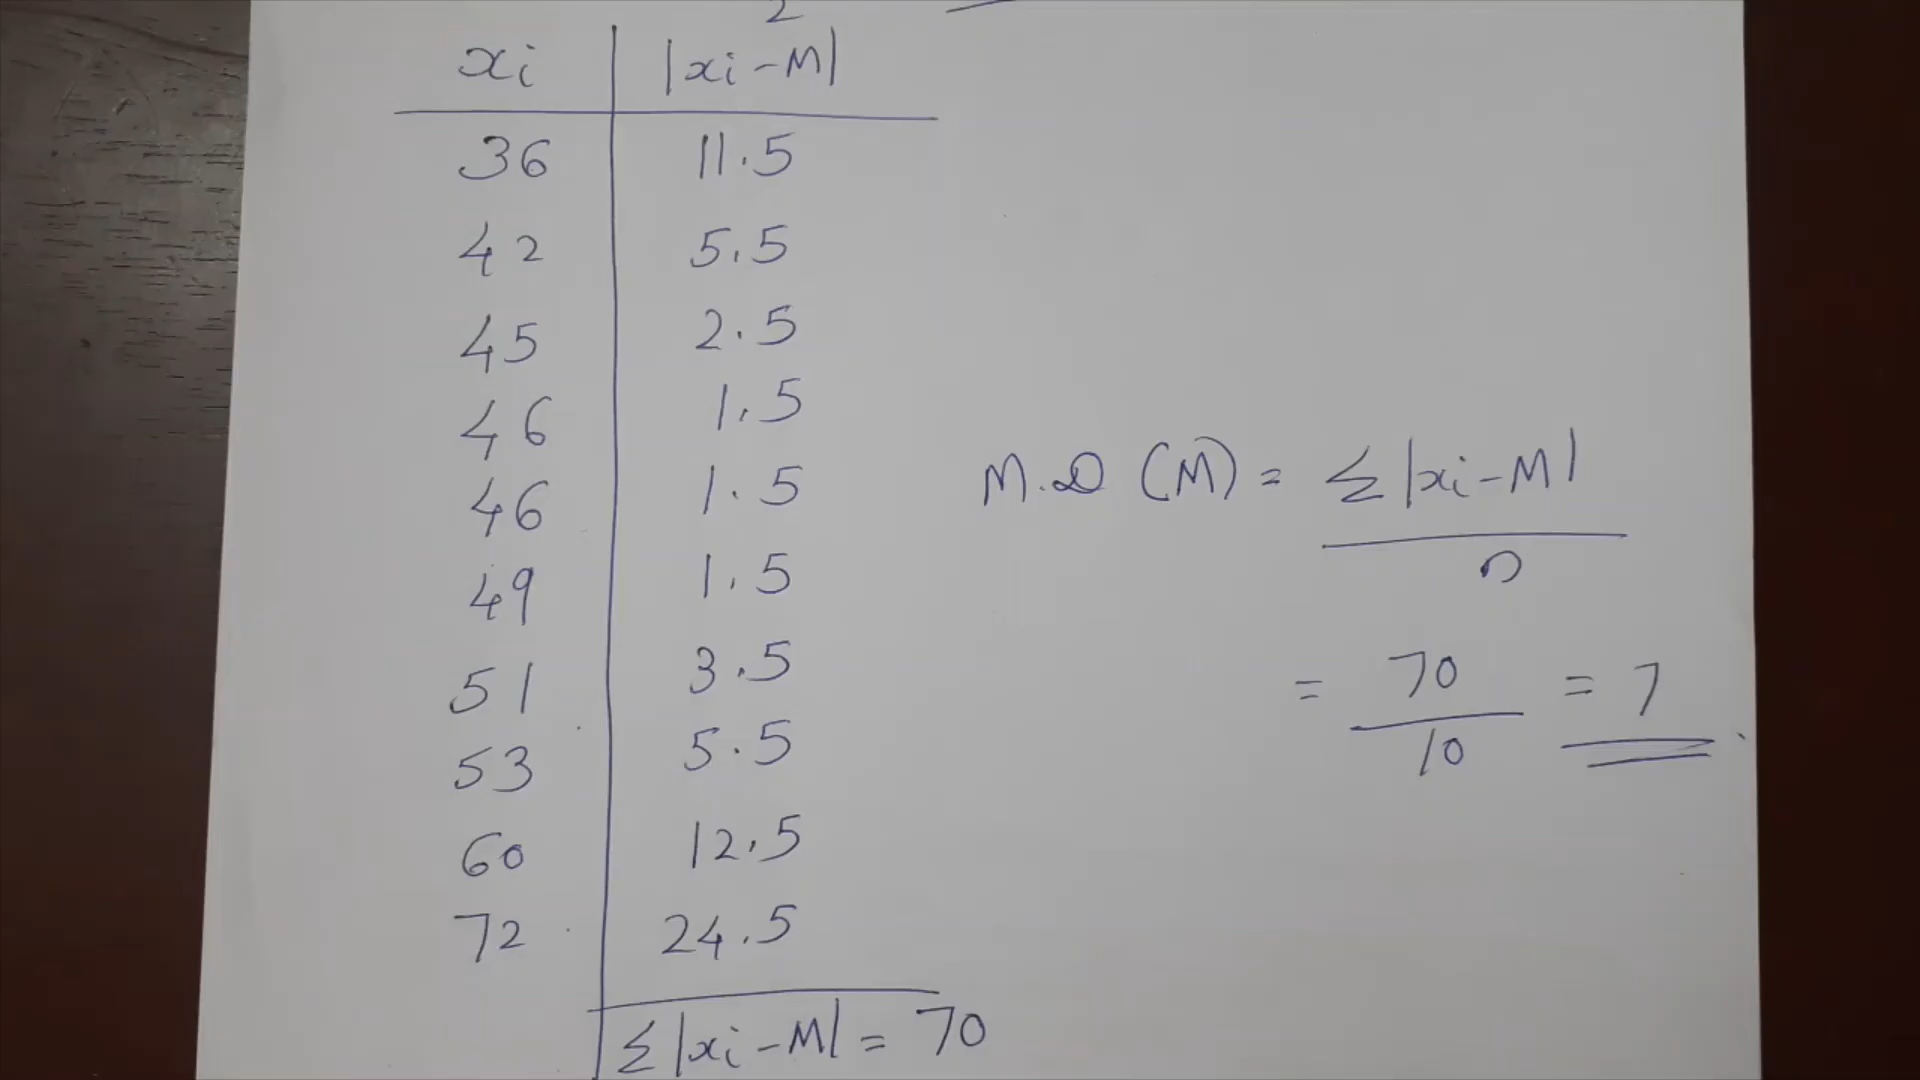 2
xi |xi - M|
36 11.5
42 5.5
45 2.5
46 1.5
46 1.5
49 1.5
51 3.5
53 5.5
60 12.5
72 24.5
Σ |xi - M| = 70
M.D (M) = Σ |xi - M|
n
= 70 = 7
10